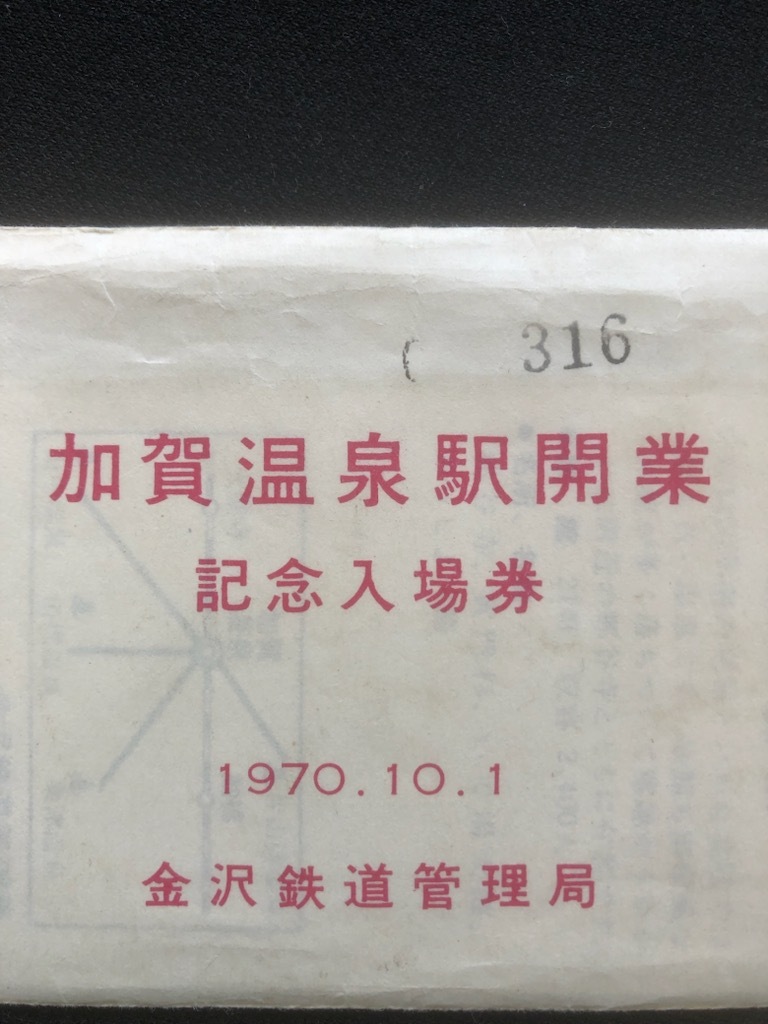 316
加賀温泉駅開業
記念入場券
1970.10.1
金沢鉄道管理局